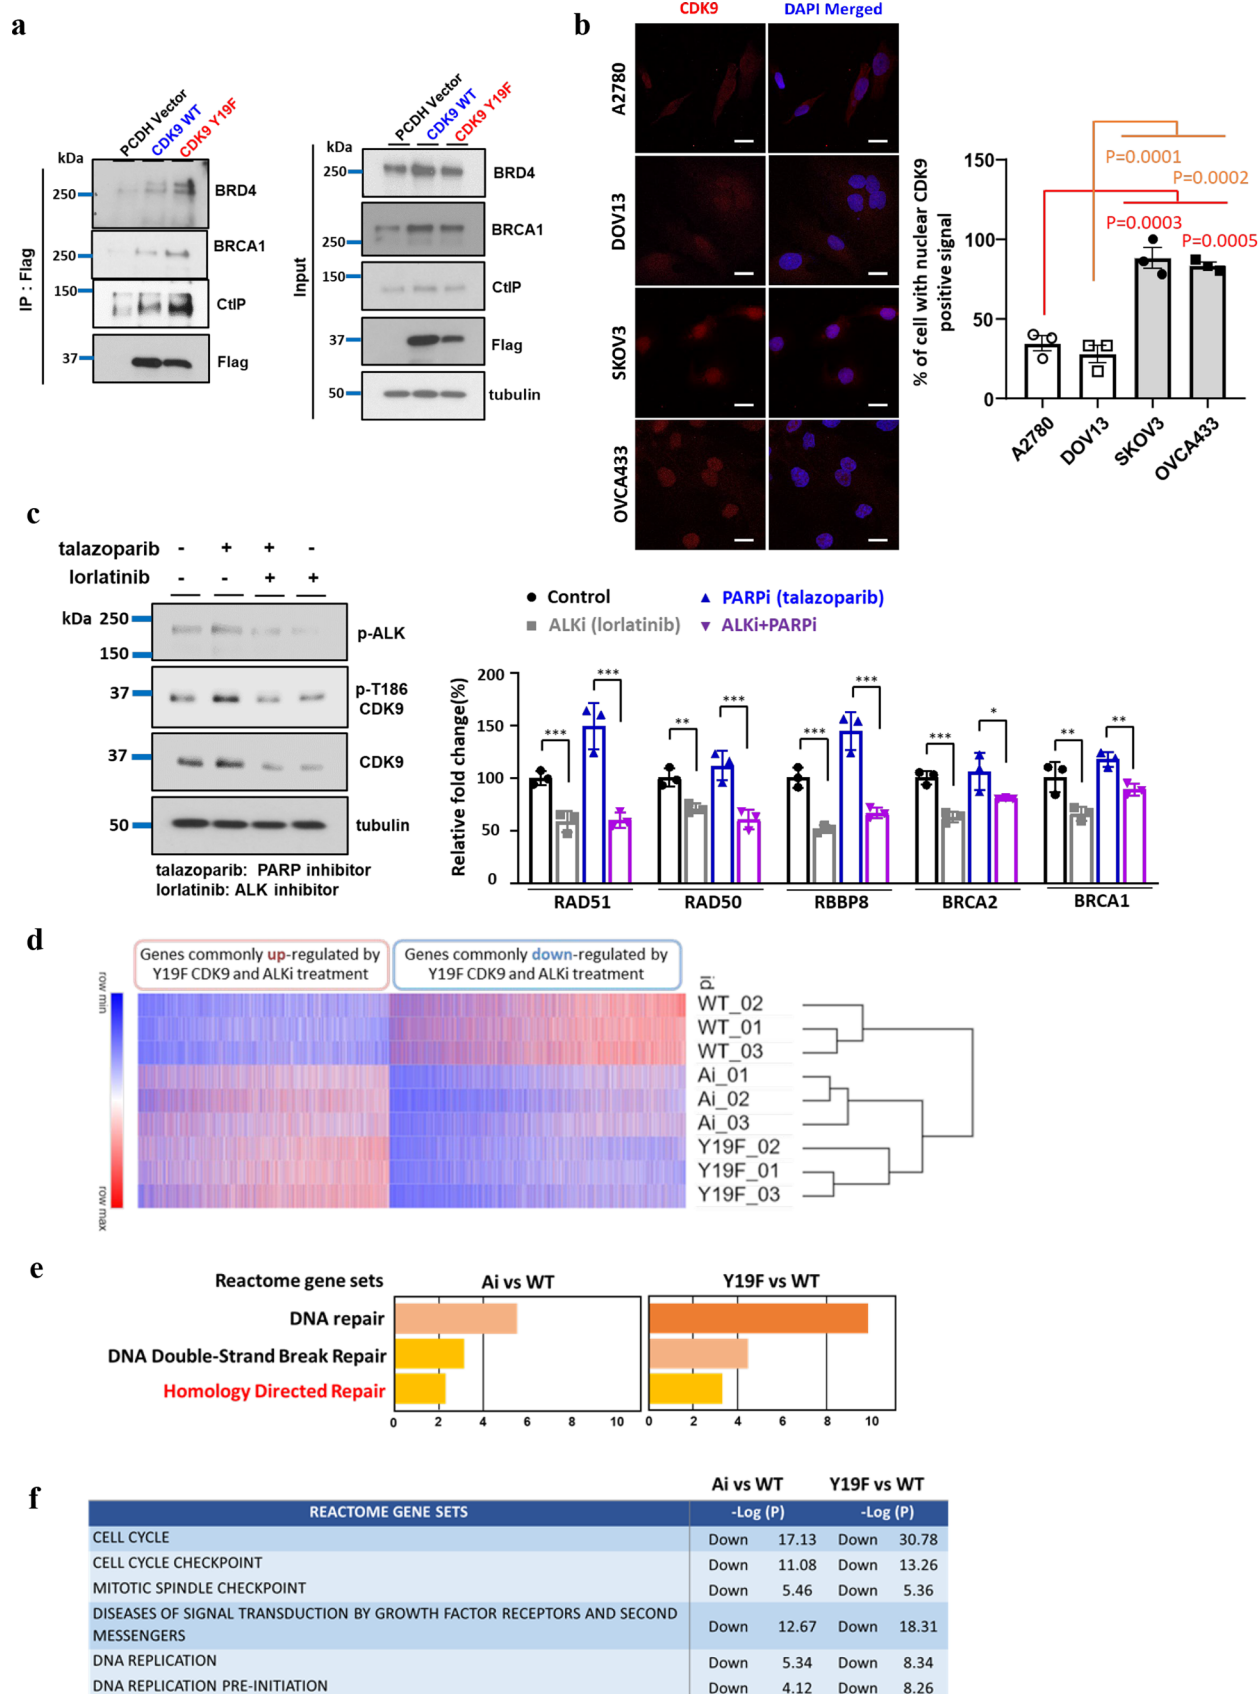 a
PCDH Vector
CDK9 WT
CDK9 Y19F
kDa
250
BRD4
250
BRCA1
150
CtIP
37
Flag
IP : Flag
PCDH Vector
CDK9 WT
CDK9 Y19F
250
BRD4
BRCA1
250
150
CtIP
37
Flag
50
tubulin
Input
b
CDK9
DAPI Merged
A2780
DOV13
SKOV3
OVCA433
% of cell with nuclear CDK9
positive signal
150
100
50
0
P=0.0001
P=0.0002
P=0.0003
P=0.0005
A2780
DOV13
SKOV3
OVCA433
c
talazoparib - + + -
lorlatinib - - + +
kDa 250
150
p-ALK
37
p-T186
CDK9
37
CDK9
50
tubulin
talazoparib: PARP inhibitor
lorlatinib: ALK inhibitor
Control
PARPi (talazoparib)
ALKi (lorlatinib)
ALKi+PARPi
Relative fold change(%)
200
150
100
50
0
*** ***
** ***
*** ***
*** *
** **
RAD51
RAD50
RBBP8
BRCA2
BRCA1
d
Genes commonly up-regulated by
Y19F CDK9 and ALKi treatment
Genes commonly down-regulated by
Y19F CDK9 and ALKi treatment
row min
row max
id
WT_02
WT_01
WT_03
Ai_01
Ai_02
Ai_03
Y19F_02
Y19F_01
Y19F_03
e
Reactome gene sets
Ai vs WT
Y19F vs WT
DNA repair
DNA Double-Strand Break Repair
Homology Directed Repair
0 2 4 6 8 10
0 2 4 6 8 10
f
Ai vs WT Y19F vs WT
REACTOME GENE SETS -Log (P) -Log (P)
CELL CYCLE Down 17.13 Down 30.78
CELL CYCLE CHECKPOINT Down 11.08 Down 13.26
MITOTIC SPINDLE CHECKPOINT Down 5.46 Down 5.36
DISEASES OF SIGNAL TRANSDUCTION BY GROWTH FACTOR RECEPTORS AND SECOND
MESSENGERS Down 12.67 Down 18.31
DNA REPLICATION Down 5.34 Down 8.34
DNA REPLICATION PRE-INITIATION Down 4.12 Down 8.26